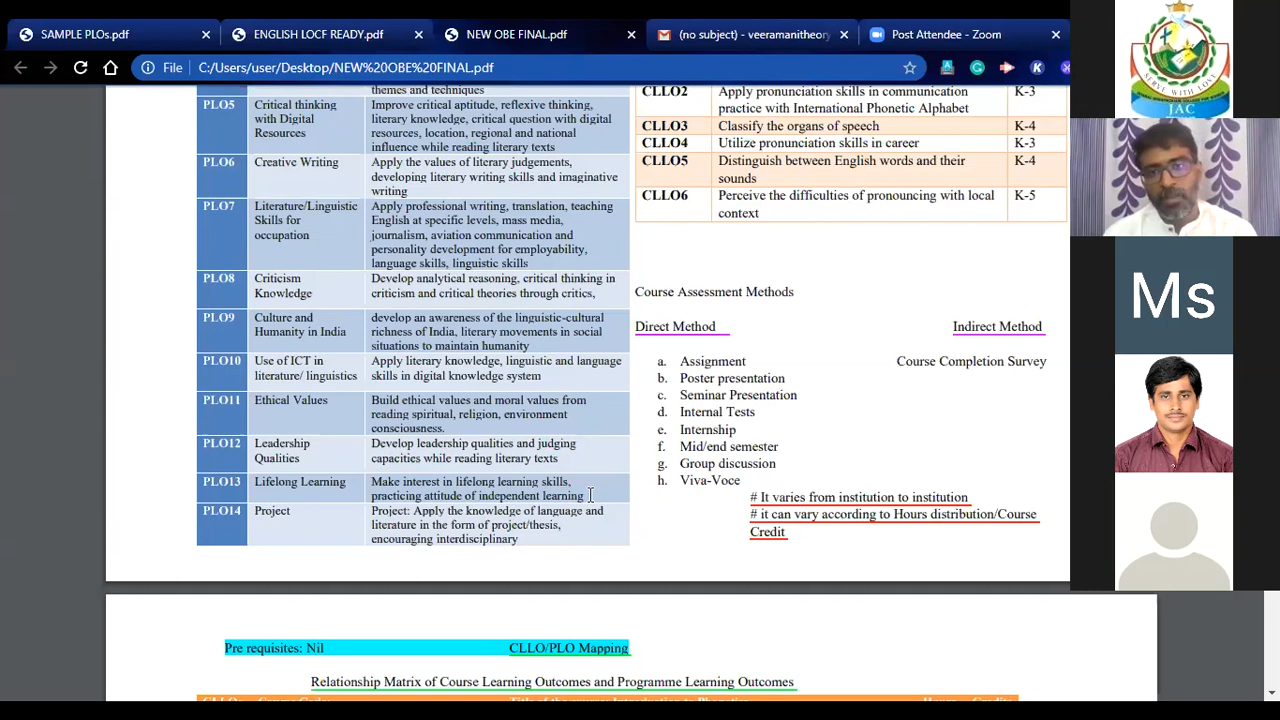 SAMPLE PLOs.pdf
ENGLISH LOCF READY.pdf
NEW OBE FINAL.pdf
(no subject) - veeramanitheory
Post Attendee - Zoom
File
C:/Users/user/Desktop/NEW%20OBE%20FINAL.pdf
themes and techniques
PLO5 Critical thinking with Digital Resources
Improve critical aptitude, reflexive thinking,
literary knowledge, critical question with digital
resources, location, regional and national
influence while reading literary texts
PLO6 Creative Writing
Apply the values of literary judgements,
developing literary writing skills and imaginative
writing
PLO7 Literature/Linguistic Skills for occupation
Apply professional writing, translation, teaching
English at specific levels, mass media,
journalism, aviation communication and
personality development for employability,
language skills, linguistic skills
PLO8 Criticism Knowledge
Develop analytical reasoning, critical thinking in
criticism and critical theories through critics,
PLO9 Culture and Humanity in India
develop an awareness of the linguistic-cultural
richness of India, literary movements in social
situations to maintain humanity
PLO10 Use of ICT in literature/ linguistics
Apply literary knowledge, linguistic and language
skills in digital knowledge system
PLO11 Ethical Values
Build ethical values and moral values from
reading spiritual, religion, environment
consciousness.
PLO12 Leadership Qualities
Develop leadership qualities and judging
capacities while reading literary texts
PLO13 Lifelong Learning
Make interest in lifelong learning skills,
practicing attitude of independent learning
PLO14 Project
Project: Apply the knowledge of language and
literature in the form of project/thesis,
encouraging interdisciplinary
CLLO2 Apply pronunciation skills in communication K-3
practice with International Phonetic Alphabet
CLLO3 Classify the organs of speech K-4
CLLO4 Utilize pronunciation skills in career K-3
CLLO5 Distinguish between English words and their K-4
sounds
CLLO6 Perceive the difficulties of pronouncing with local K-5
context
Course Assessment Methods
Direct Method Indirect Method
a. Assignment Course Completion Survey
b. Poster presentation
c. Seminar Presentation
d. Internal Tests
e. Internship
f. Mid/end semester
g. Group discussion
h. Viva-Voce
# It varies from institution to institution
# it can vary according to Hours distribution/Course
Credit
Pre requisites: Nil CLLO/PLO Mapping
Relationship Matrix of Course Learning Outcomes and Programme Learning Outcomes
SERVE WITH LOVE
JAC
Ms